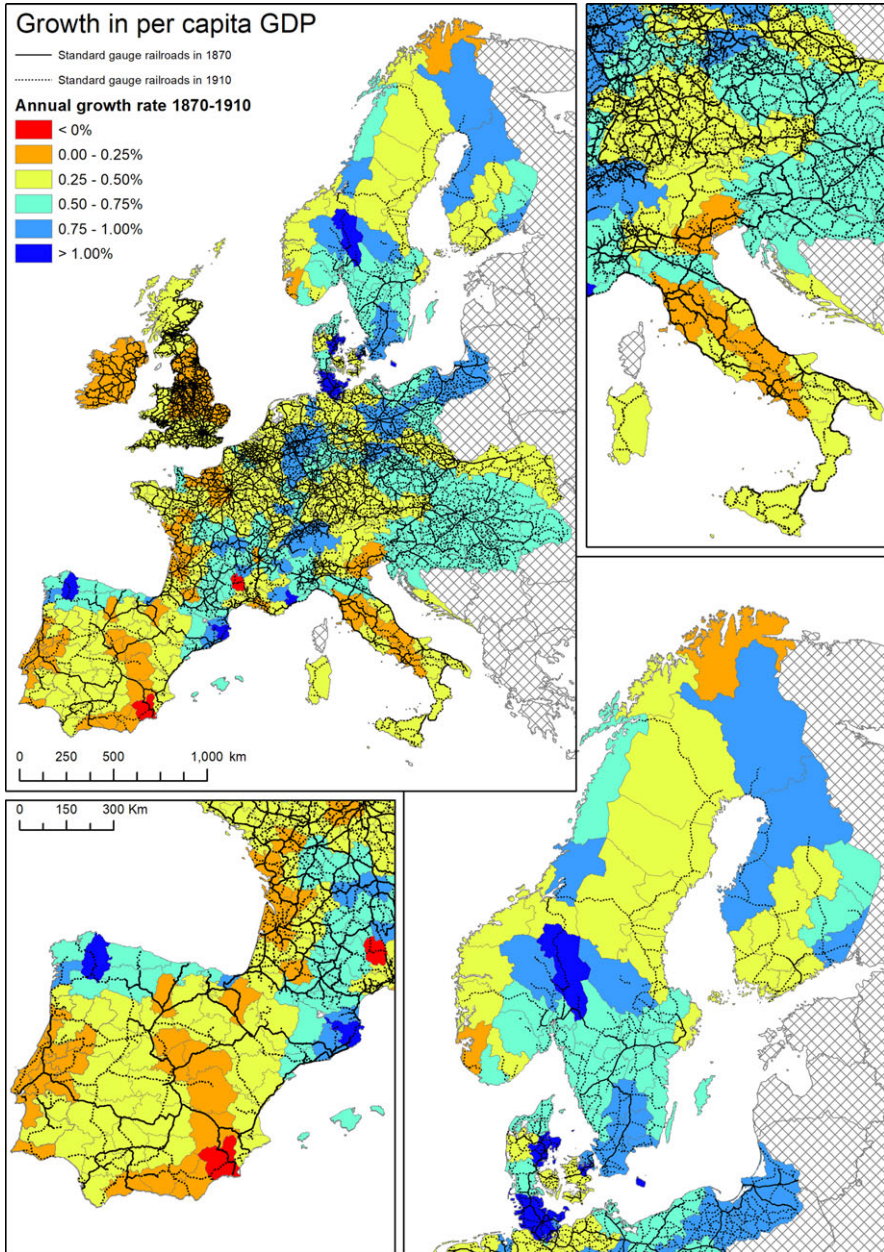 Growth in per capita GDP
Standard gauge railroads in 1870
Standard gauge railroads in 1910
Annual growth rate 1870-1910
< 0%
0.00 - 0.25%
0.25 - 0.50%
0.50 - 0.75%
0.75 - 1.00%
> 1.00%
0 250 500 1,000 km
0 150 300 Km